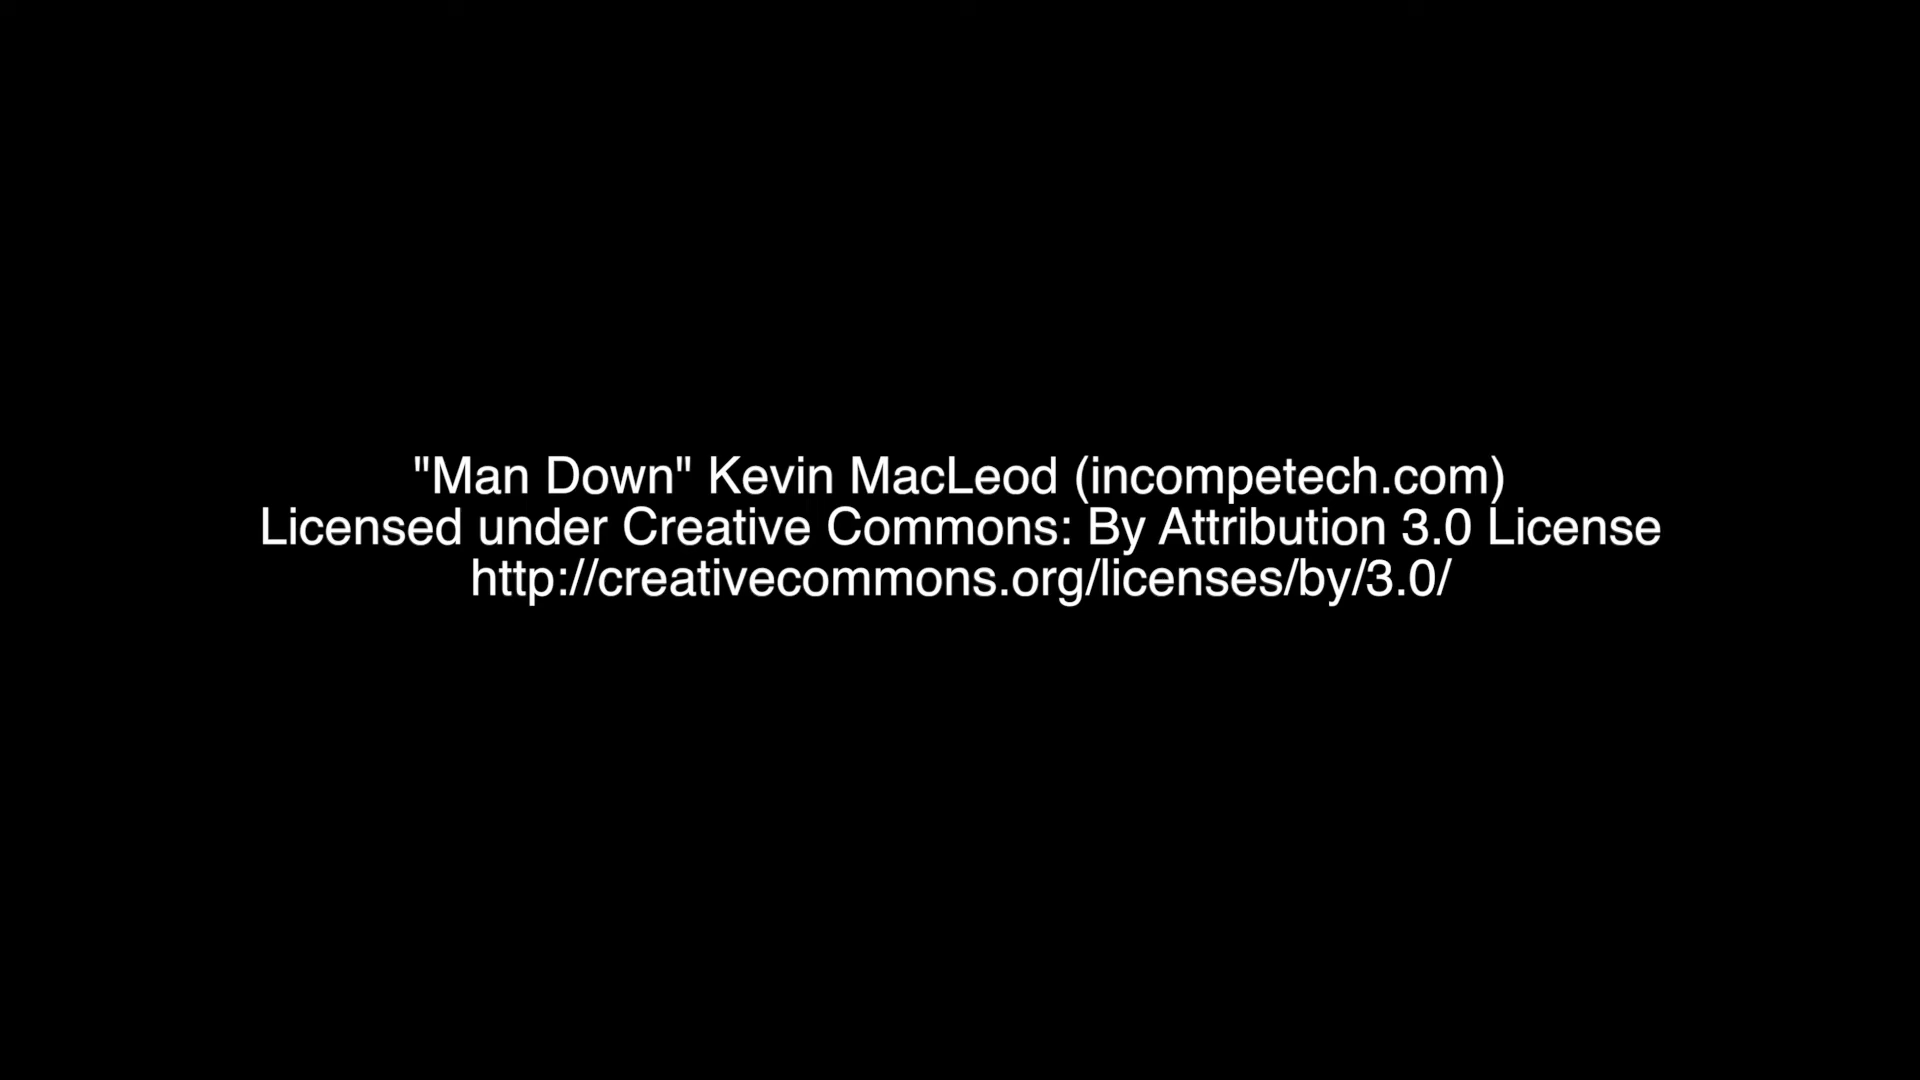 "Man Down" Kevin MacLeod (incompetech.com)
Licensed under Creative Commons: By Attribution 3.0 License
http://creativecommons.org/licenses/by/3.0/